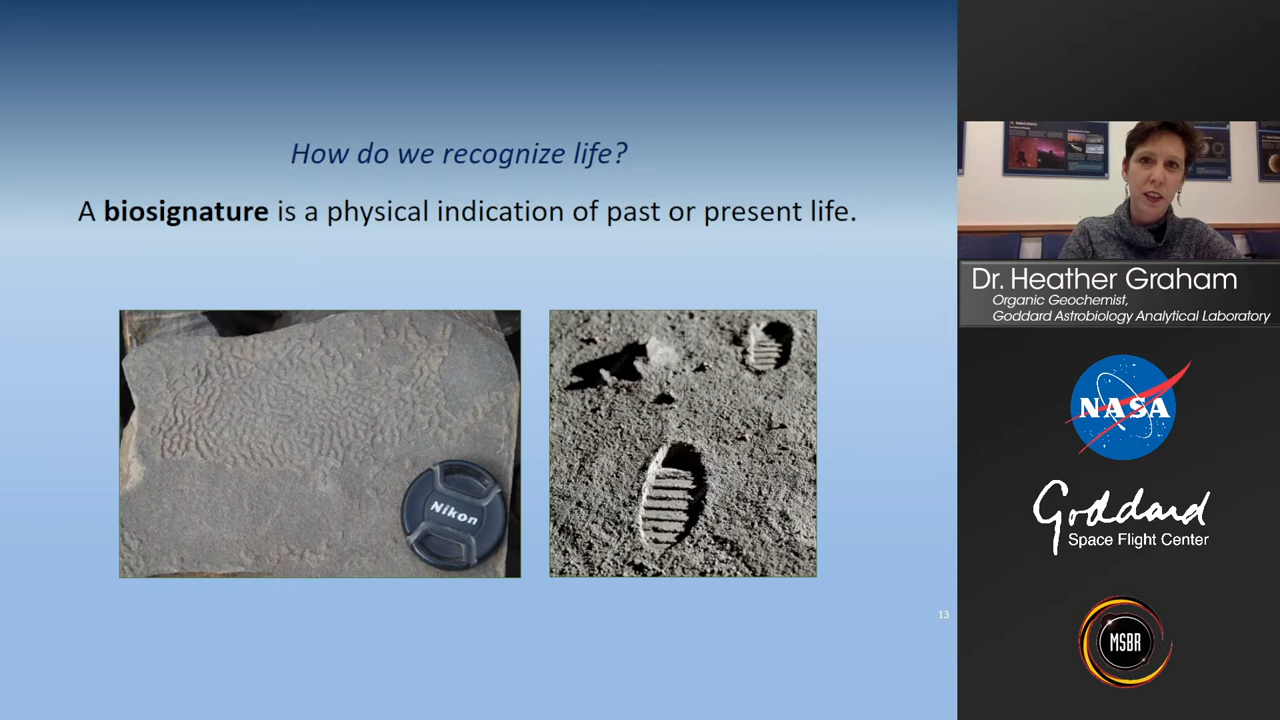 How do we recognize life?
A biosignature is a physical indication of past or present life.
Nikon
13
Dr. Heather Graham
Organic Geochemist,
Goddard Astrobiology Analytical Laboratory
NASA
Goddard
Space Flight Center
MSBR